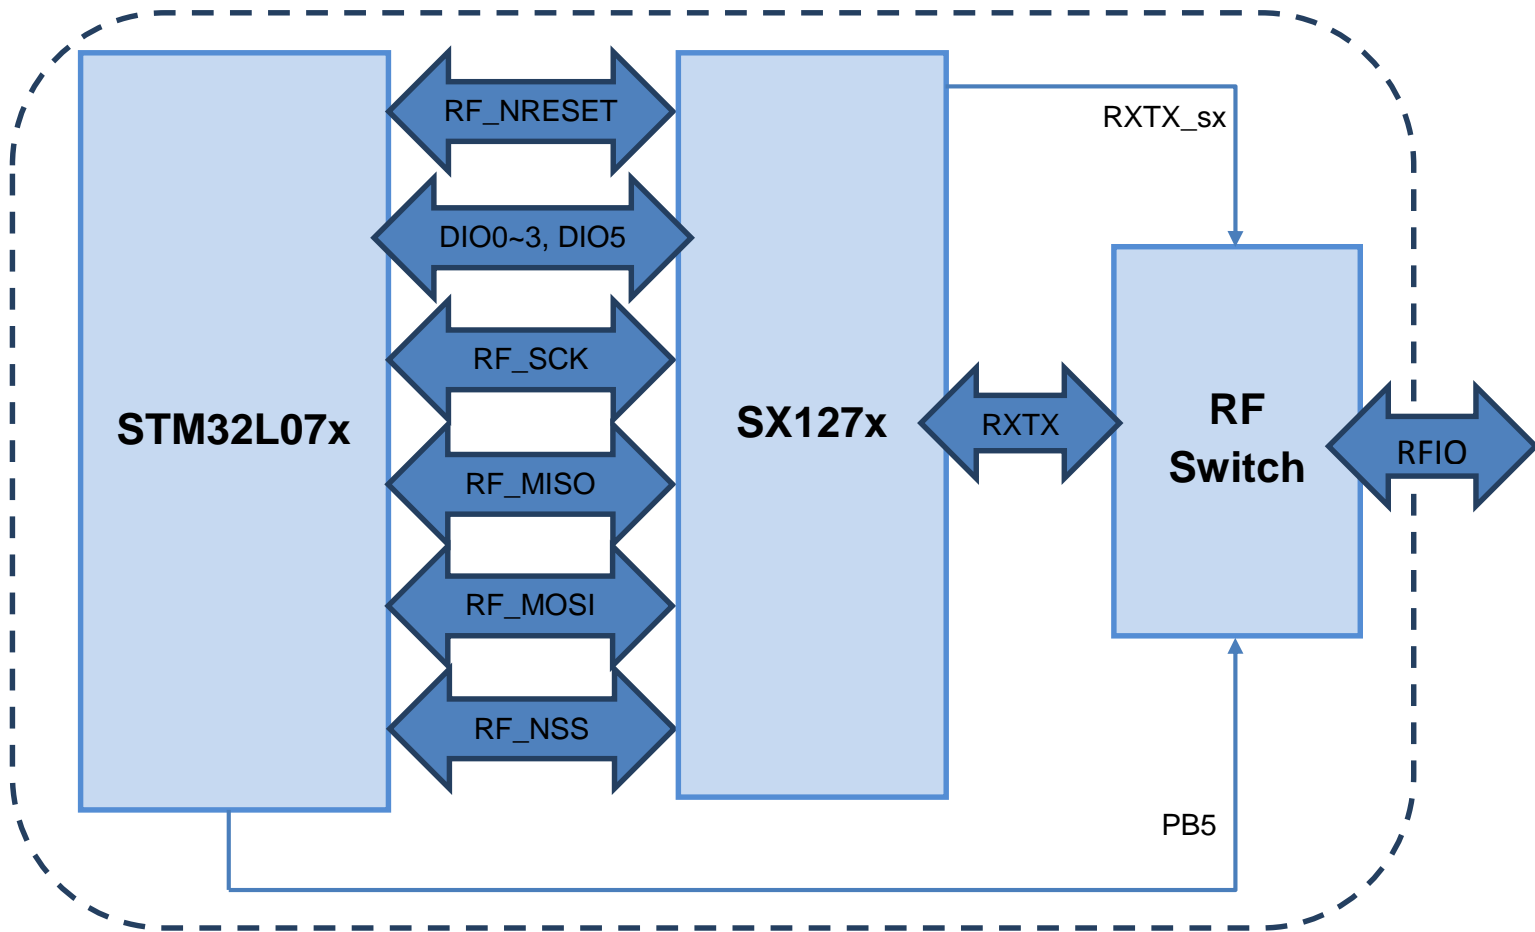 RF_NRESET
RXTX_sx
DIO0~3, DIO5
RF_SCK
STM32L07x
SX127x
RXTX
RF
Switch
RFIO
RF_MISO
RF_MOSI
RF_NSS
PB5